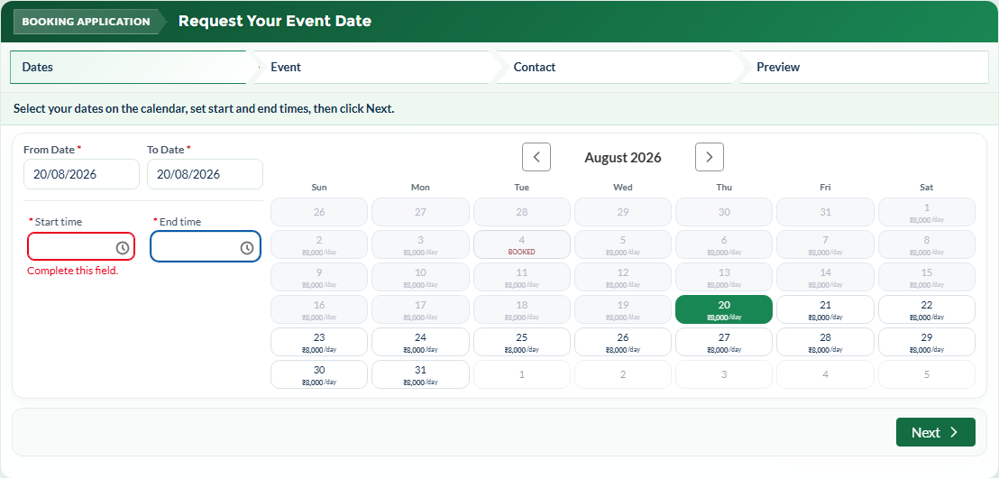 BOOKING APPLICATION Request Your Event Date
Dates Event Contact Preview
Select your dates on the calendar, set start and end times, then click Next.
From Date * To Date *
20/08/2026 20/08/2026
* Start time * End time
Complete this field.
August 2026
Sun Mon Tue Wed Thu Fri Sat
26 27 28 29 30 31 1
₹8,000 /day
2 3 4 5 6 7 8
₹8,000 /day ₹8,000 /day BOOKED ₹8,000 /day ₹8,000 /day ₹8,000 /day ₹8,000 /day
9 10 11 12 13 14 15
₹8,000 /day ₹8,000 /day ₹8,000 /day ₹8,000 /day ₹8,000 /day ₹8,000 /day ₹8,000 /day
16 17 18 19 20 21 22
₹8,000 /day ₹8,000 /day ₹8,000 /day ₹8,000 /day ₹8,000 /day ₹8,000 /day ₹8,000 /day
23 24 25 26 27 28 29
₹8,000 /day ₹8,000 /day ₹8,000 /day ₹8,000 /day ₹8,000 /day ₹8,000 /day ₹8,000 /day
30 31 1 2 3 4 5
₹8,000 /day ₹8,000 /day
Next